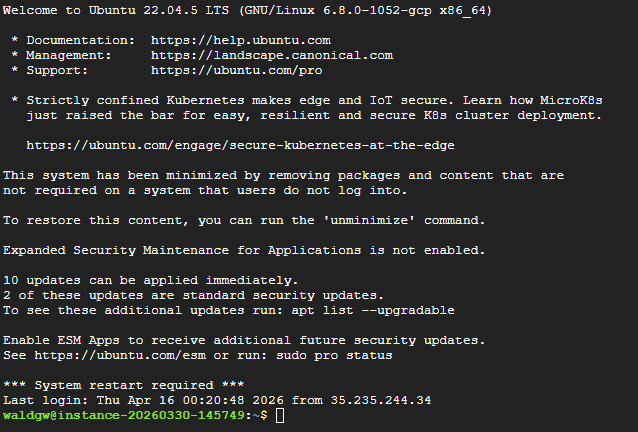 Welcome to Ubuntu 22.04.5 LTS (GNU/Linux 6.8.0-1052-gcp x86_64)
* Documentation:  https://help.ubuntu.com
* Management:     https://landscape.canonical.com
* Support:        https://ubuntu.com/pro
* Strictly confined Kubernetes makes edge and IoT secure. Learn how MicroK8s
just raised the bar for easy, resilient and secure K8s cluster deployment.
https://ubuntu.com/engage/secure-kubernetes-at-the-edge
This system has been minimized by removing packages and content that are
not required on a system that users do not log into.
To restore this content, you can run the 'unminimize' command.
Expanded Security Maintenance for Applications is not enabled.
10 updates can be applied immediately.
2 of these updates are standard security updates.
To see these additional updates run: apt list --upgradable
Enable ESM Apps to receive additional future security updates.
See https://ubuntu.com/esm or run: sudo pro status
*** System restart required ***
Last login: Thu Apr 16 00:20:48 2026 from 35.235.244.34
waldgw@instance-20260330-145749:~$